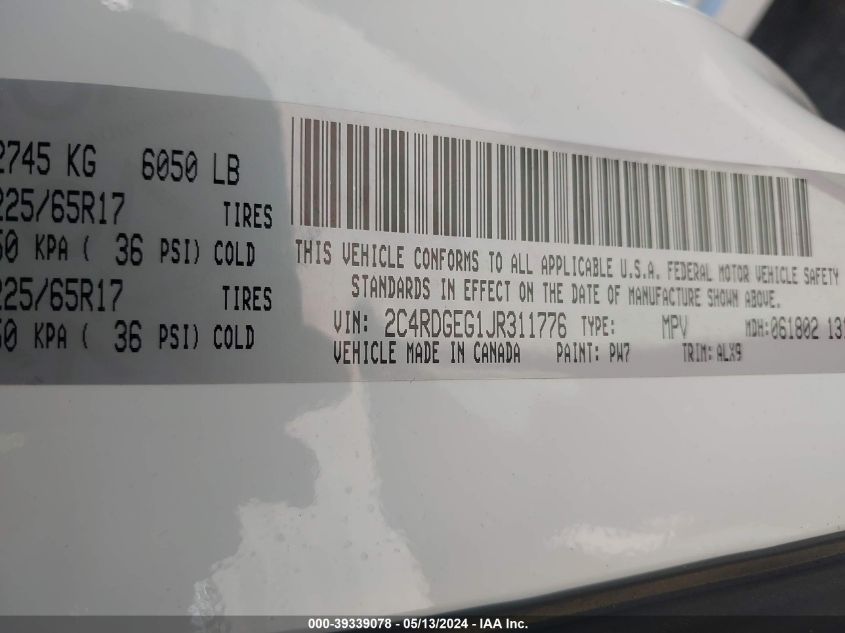 2745 KG 6050 LB
225/65R17 TIRES
50 KPA ( 36 PSI) COLD
225/65R17 TIRES
50 KPA ( 36 PSI) COLD
THIS VEHICLE CONFORMS TO ALL APPLICABLE U.S.A. FEDERAL MOTOR VEHICLE SAFETY
STANDARDS IN EFFECT ON THE DATE OF MANUFACTURE SHOWN ABOVE.
VIN: 2C4RDGEG1JR311776 TYPE: MPV MDH:061802 131
VEHICLE MADE IN CANADA PAINT: PW7 TRIM: ALX9
000-39339078 - 05/13/2024 - IAA Inc.